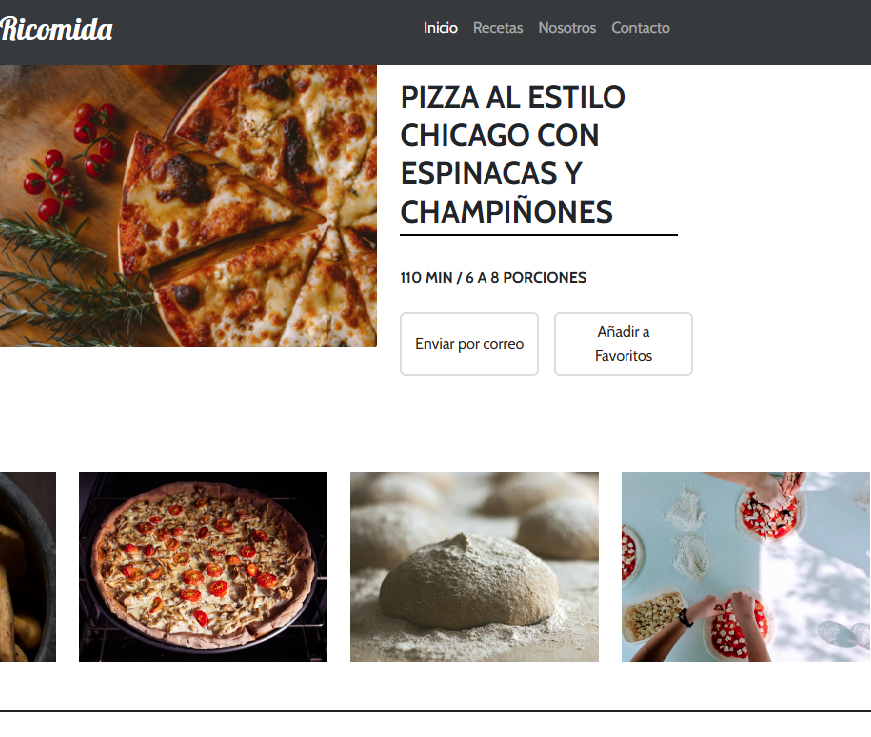 Ricomida
Inicio Recetas Nosotros Contacto
PIZZA AL ESTILO
CHICAGO CON
ESPINACAS Y
CHAMPIÑONES
110 MIN / 6 A 8 PORCIONES
Enviar por correo
Añadir a
Favoritos